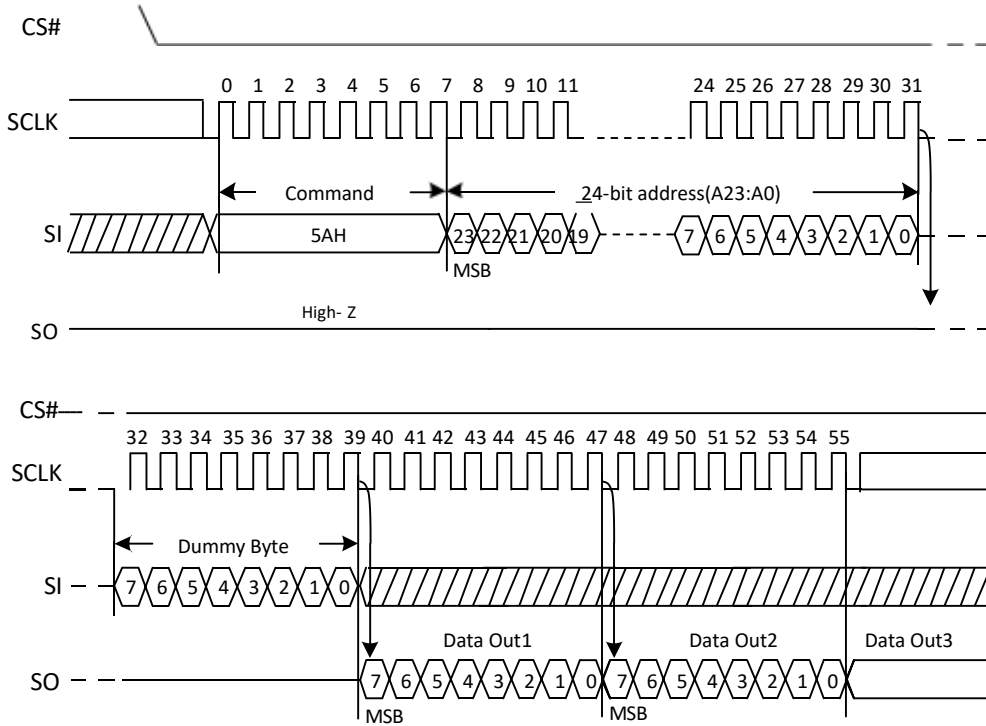 CS#
0 1 2 3 4 5 6 7 8 9 10 11 24 25 26 27 28 29 30 31
SCLK
Command 24-bit address(A23:A0)
SI 5AH 23 22 21 20 19 7 6 5 4 3 2 1 0
MSB
High- Z
SO
CS#
32 33 34 35 36 37 38 39 40 41 42 43 44 45 46 47 48 49 50 51 52 53 54 55
SCLK
Dummy Byte
SI 7 6 5 4 3 2 1 0
Data Out1 Data Out2 Data Out3
SO 7 6 5 4 3 2 1 0 7 6 5 4 3 2 1 0
MSB MSB